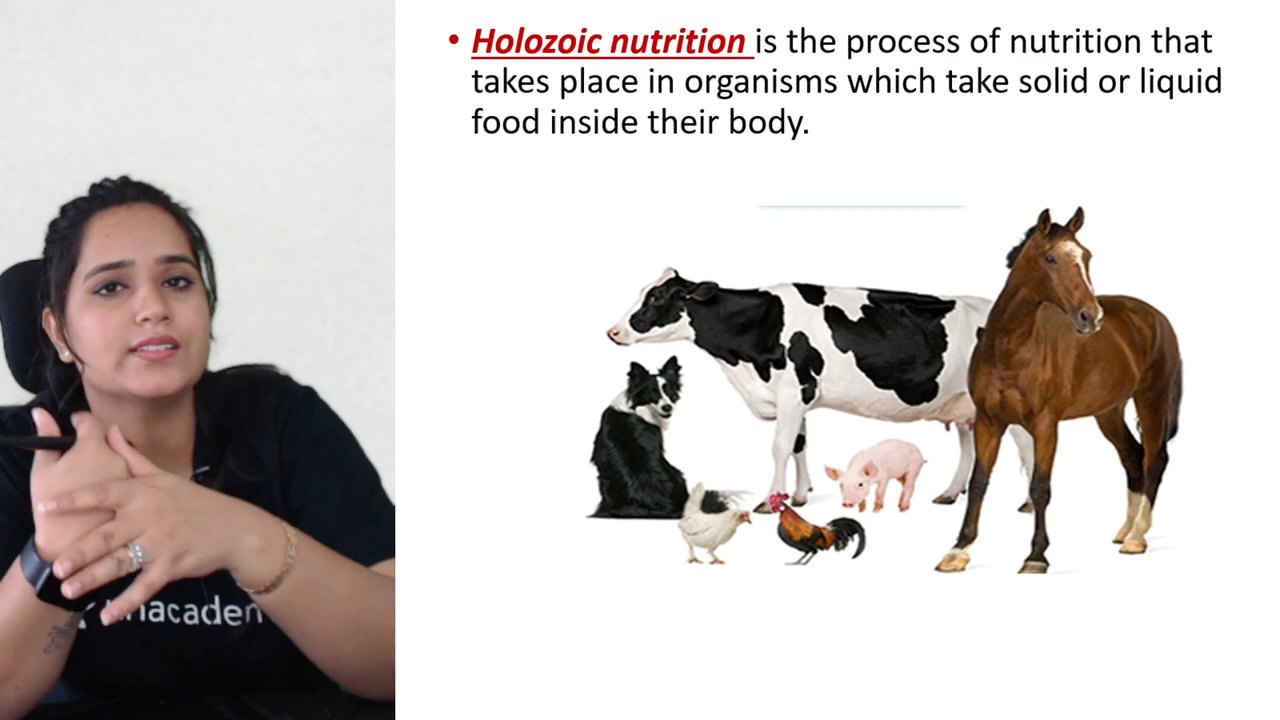 • Holozoic nutrition is the process of nutrition that
takes place in organisms which take solid or liquid
food inside their body.